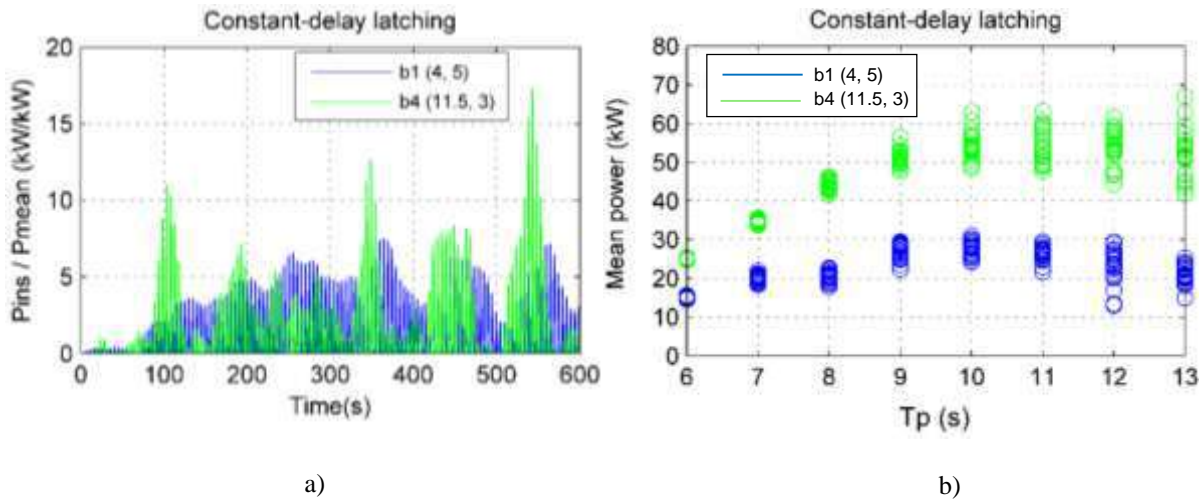 Constant-delay latching
20
15
10
5
0
Pins / Pmean (kW/kW)
b1 (4, 5)
b4 (11.5, 3)
0 100 200 300 400 500 600
Time(s)
a)
Constant-delay latching
80
70
60
50
40
30
20
10
0
Mean power (kW)
b1 (4, 5)
b4 (11.5, 3)
6 7 8 9 10 11 12 13
Tp (s)
b)